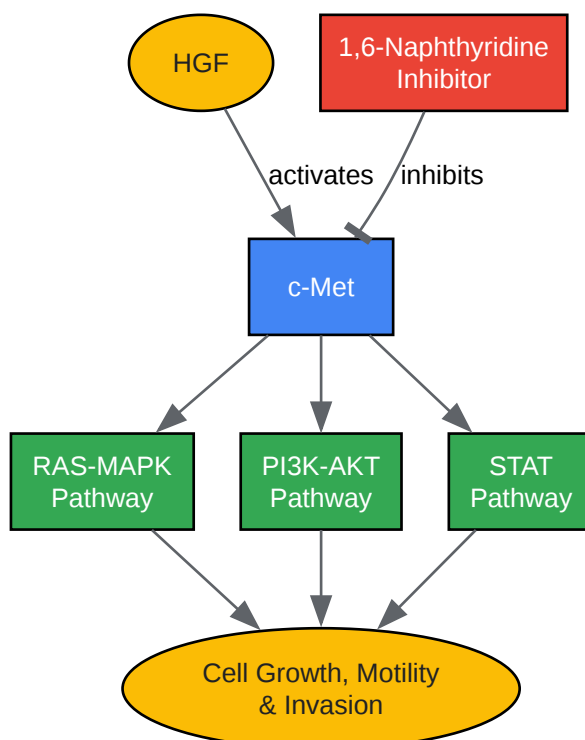 HGF
1,6-Naphthyridine
Inhibitor
activates
inhibits
c-Met
RAS-MAPK
Pathway
PI3K-AKT
Pathway
STAT
Pathway
Cell Growth, Motility
& Invasion